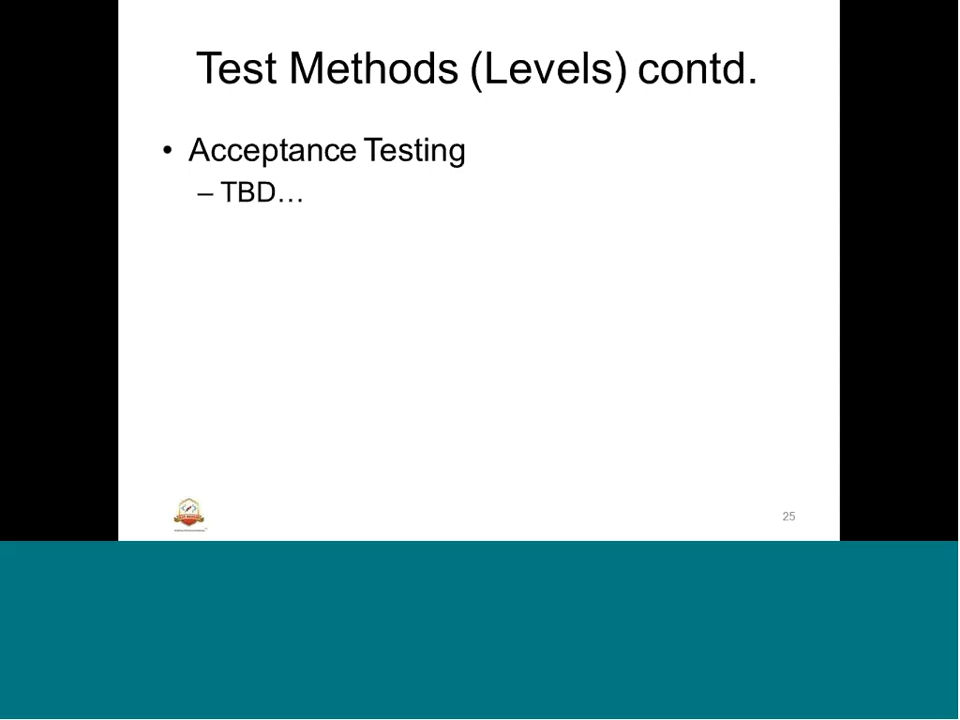 Test Methods (Levels) contd.
• Acceptance Testing
– TBD…
25